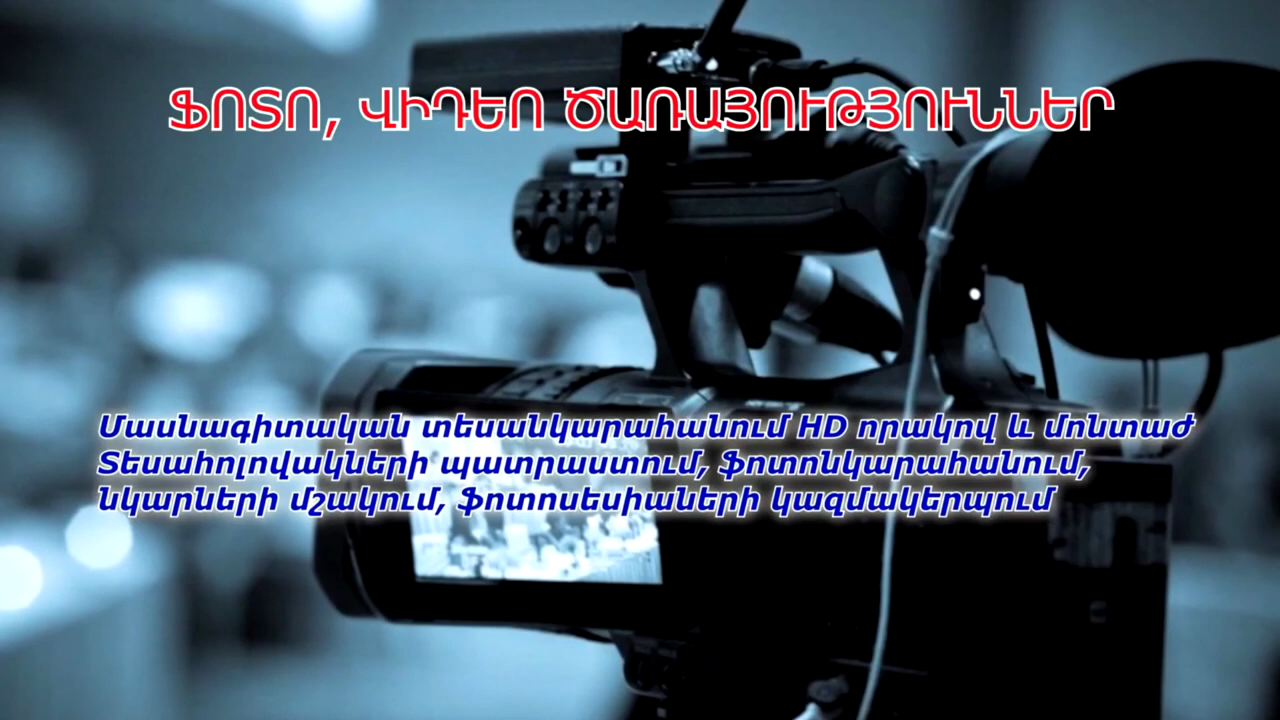 ՖՈՏՈ, ՎԻԴԵՈ ԾԱՌԱՅՈՒԹՅՈՒՆՆԵՐ
Մասնագիտական տեսանկարահանում HD որակով և մոնտաժ
Տեսահոլովակների պատրաստում, ֆոտոնկարահանում,
նկարների մշակում, ֆոտոսեսիաների կազմակերպում